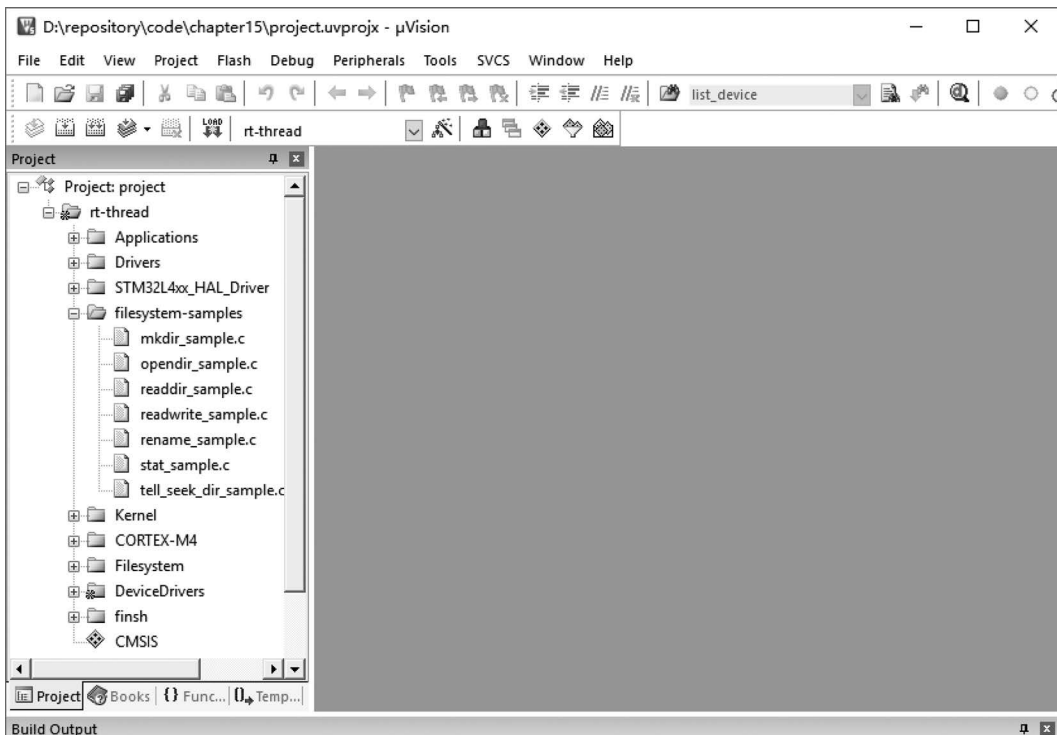 D:\repository\code\chapter15\project.uvprojx - µVision
File Edit View Project Flash Debug Peripherals Tools SVCS Window Help
list_device
LOAD rt-thread
Project
Project: project
rt-thread
Applications
Drivers
STM32L4xx_HAL_Driver
filesystem-samples
mkdir_sample.c
opendir_sample.c
readdir_sample.c
readwrite_sample.c
rename_sample.c
stat_sample.c
tell_seek_dir_sample.c
Kernel
CORTEX-M4
Filesystem
DeviceDrivers
finsh
CMSIS
Project Books {} Func... 0 Temp...
Build Output